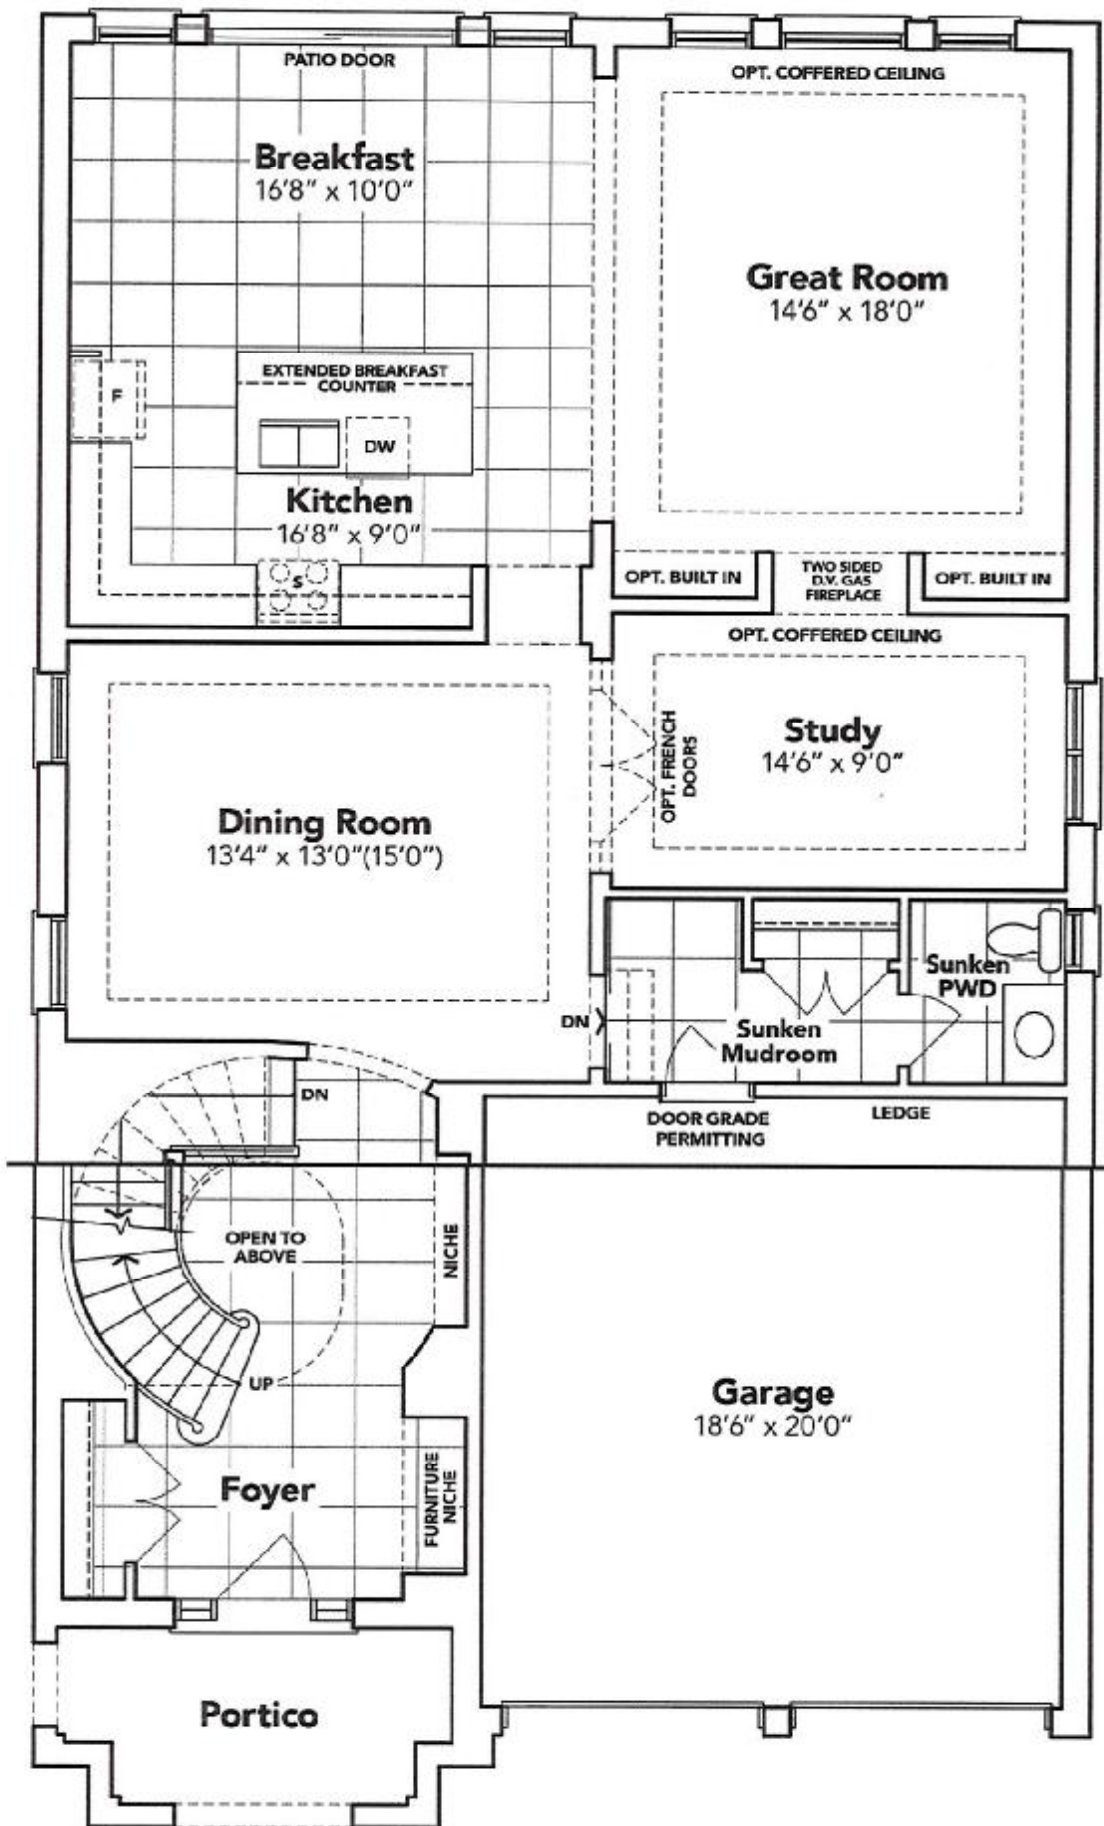 PATIO DOOR
OPT. COFFERED CEILING
Breakfast
16'8" x 10'0"
Great Room
14'6" x 18'0"
EXTENDED BREAKFAST
COUNTER
F
DW
Kitchen
16'8" x 9'0"
S
OPT. BUILT IN
TWO SIDED
D.V. GAS
FIREPLACE
OPT. BUILT IN
OPT. COFFERED CEILING
Study
14'6" x 9'0"
OPT. FRENCH
DOORS
Dining Room
13'4" x 13'0"(15'0")
Sunken
PWD
DN
Sunken
Mudroom
DN
DOOR GRADE
PERMITTING
LEDGE
OPEN TO
ABOVE
NICHE
UP
Garage
18'6" x 20'0"
Foyer
FURNITURE
NICHE
Portico